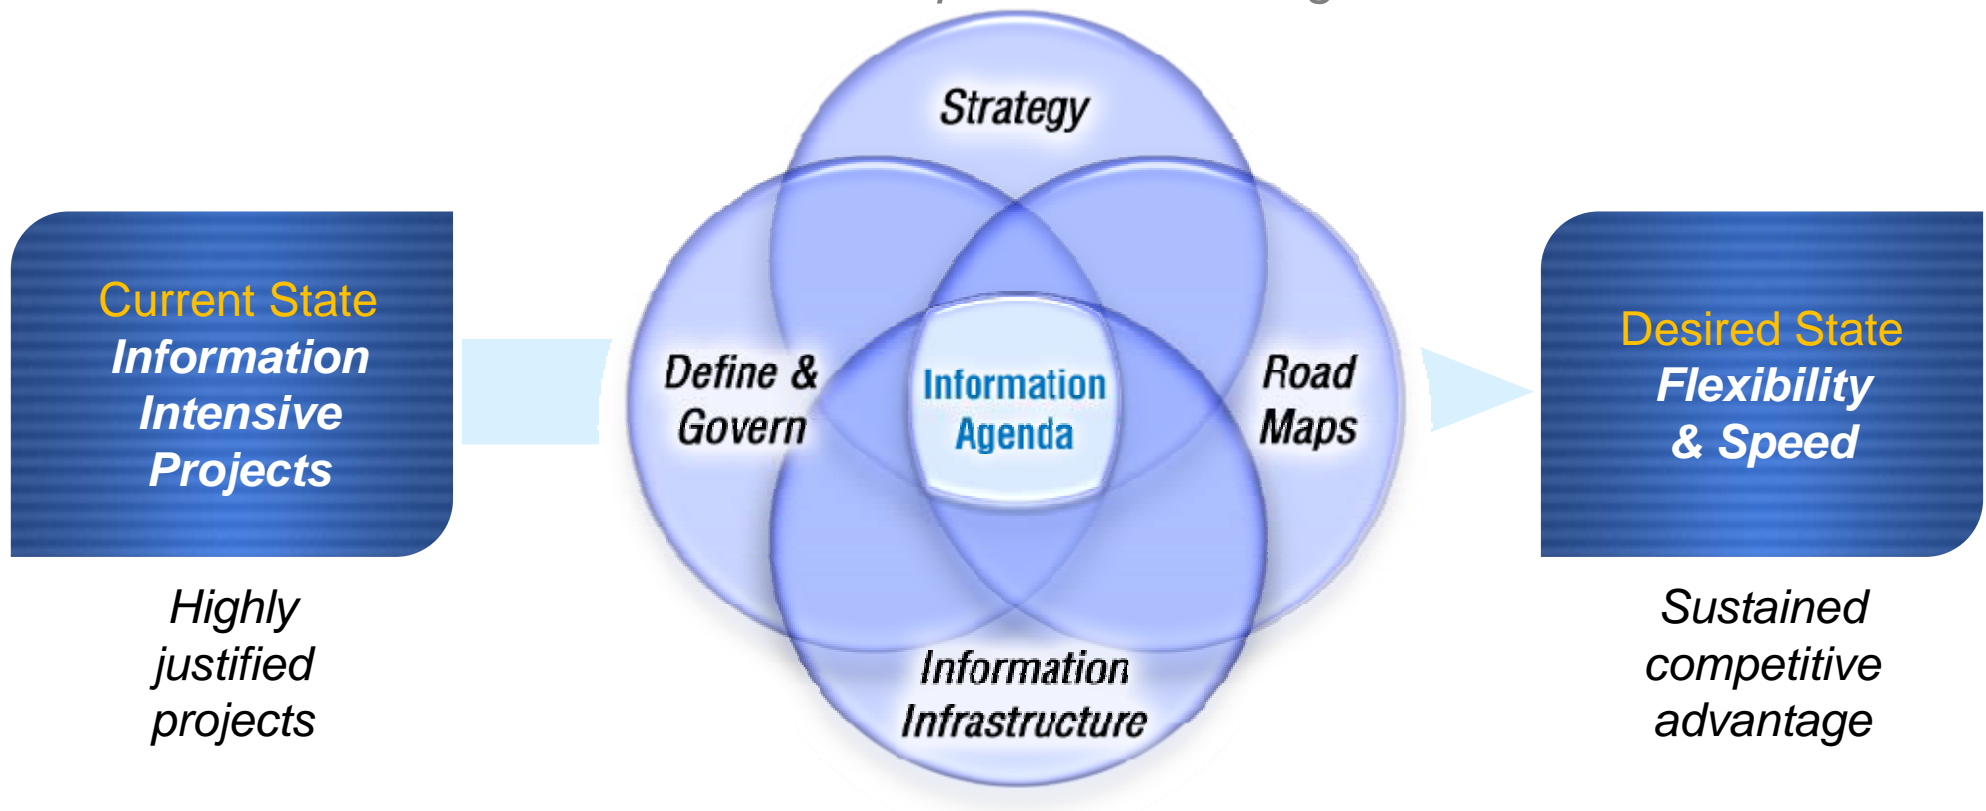 Strategy
Current State
Information
Intensive
Projects
Define &
Govern
Information
Agenda
Road
Maps
Desired State
Flexibility
& Speed
Highly
justified
projects
Information
Infrastructure
Sustained
competitive
advantage